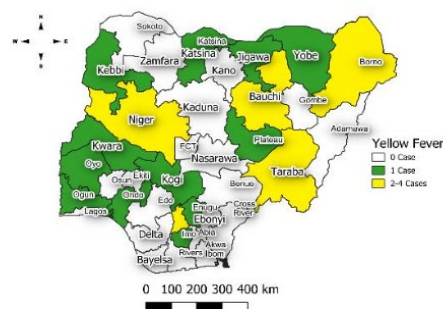 N
W E
S
Sokoto
Katsina
Katsina
Jigawa
Yobe
Borno
Kebbi
Zamfara
Kano
Bauchi
Gombe
Kaduna
Niger
Adamawa
Plateau
Kwara
FCT
Nasarawa
Taraba
Oyo
Ekiti
Kogi
Osun
Benue
Ogun
Ondo
Edo
Enugu
Cross
River
Lagos
Ebonyi
Delta
Imo
Abia
Akwa
Ibom
Bayelsa
Rivers
Yellow Fever
0 Case
1 Case
2-4 Cases
0 100 200 300 400 km